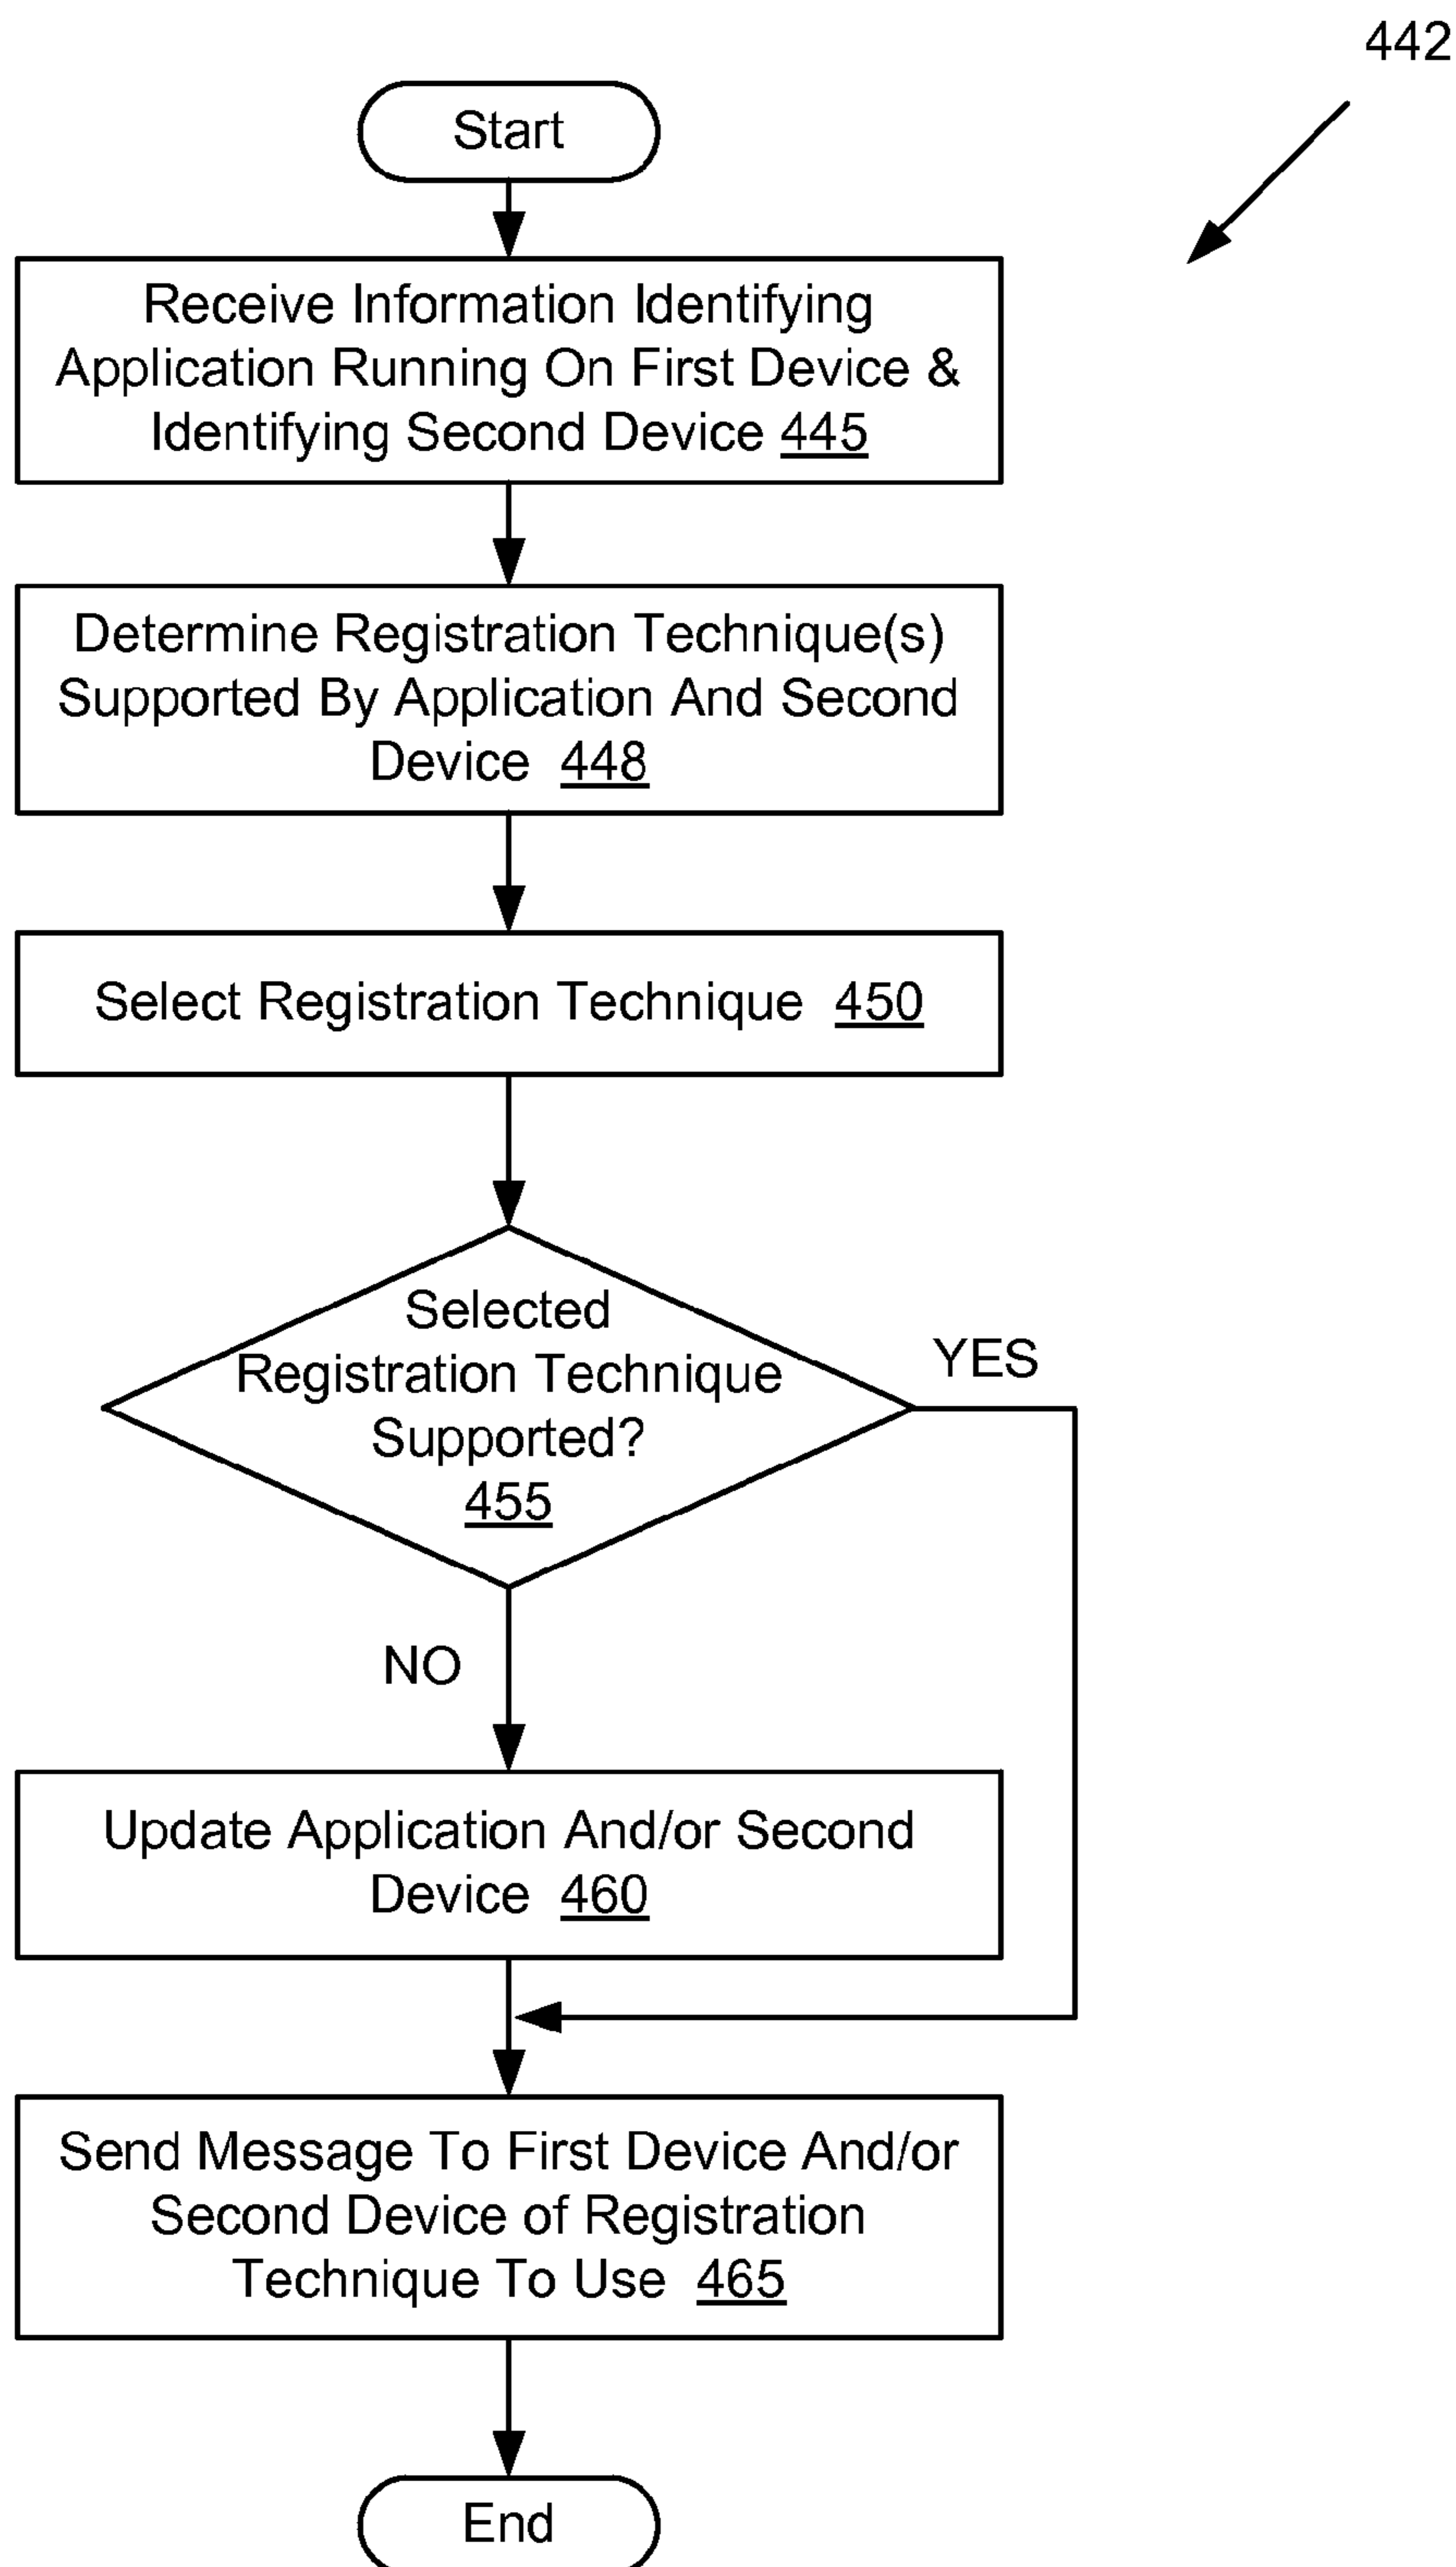 442
Start
Receive Information Identifying
Application Running On First Device &
Identifying Second Device 445
Determine Registration Technique(s)
Supported By Application And Second
Device 448
Select Registration Technique 450
Selected
Registration Technique
Supported?
455
YES
NO
Update Application And/or Second
Device 460
Send Message To First Device And/or
Second Device of Registration
Technique To Use 465
End